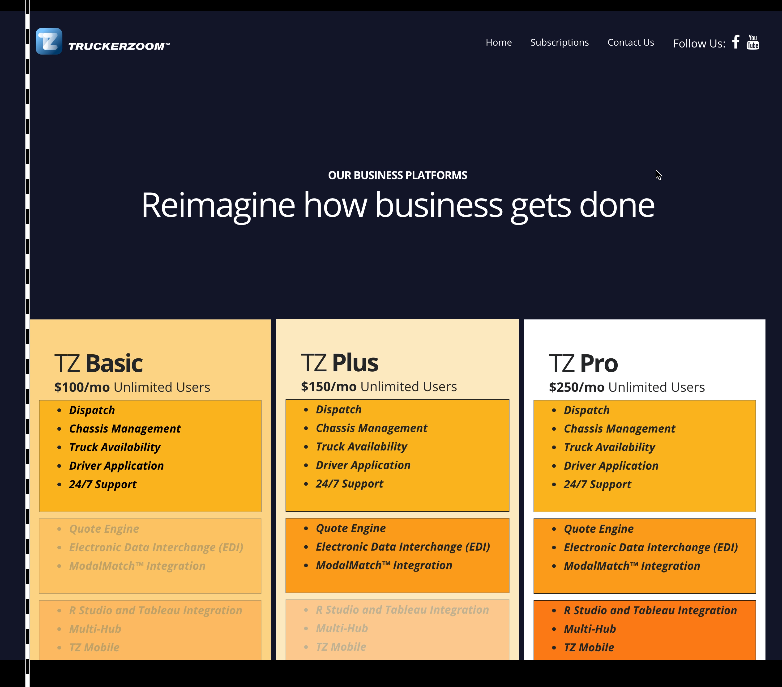 TZ TRUCKERZOOM™
Home Subscriptions Contact Us Follow Us: f You Tube
OUR BUSINESS PLATFORMS
Reimagine how business gets done
TZ Basic
$100/mo Unlimited Users
• Dispatch
• Chassis Management
• Truck Availability
• Driver Application
• 24/7 Support
• Quote Engine
• Electronic Data Interchange (EDI)
• ModalMatch™ Integration
• R Studio and Tableau Integration
• Multi-Hub
• TZ Mobile
TZ Plus
$150/mo Unlimited Users
• Dispatch
• Chassis Management
• Truck Availability
• Driver Application
• 24/7 Support
• Quote Engine
• Electronic Data Interchange (EDI)
• ModalMatch™ Integration
• R Studio and Tableau Integration
• Multi-Hub
• TZ Mobile
TZ Pro
$250/mo Unlimited Users
• Dispatch
• Chassis Management
• Truck Availability
• Driver Application
• 24/7 Support
• Quote Engine
• Electronic Data Interchange (EDI)
• ModalMatch™ Integration
• R Studio and Tableau Integration
• Multi-Hub
• TZ Mobile